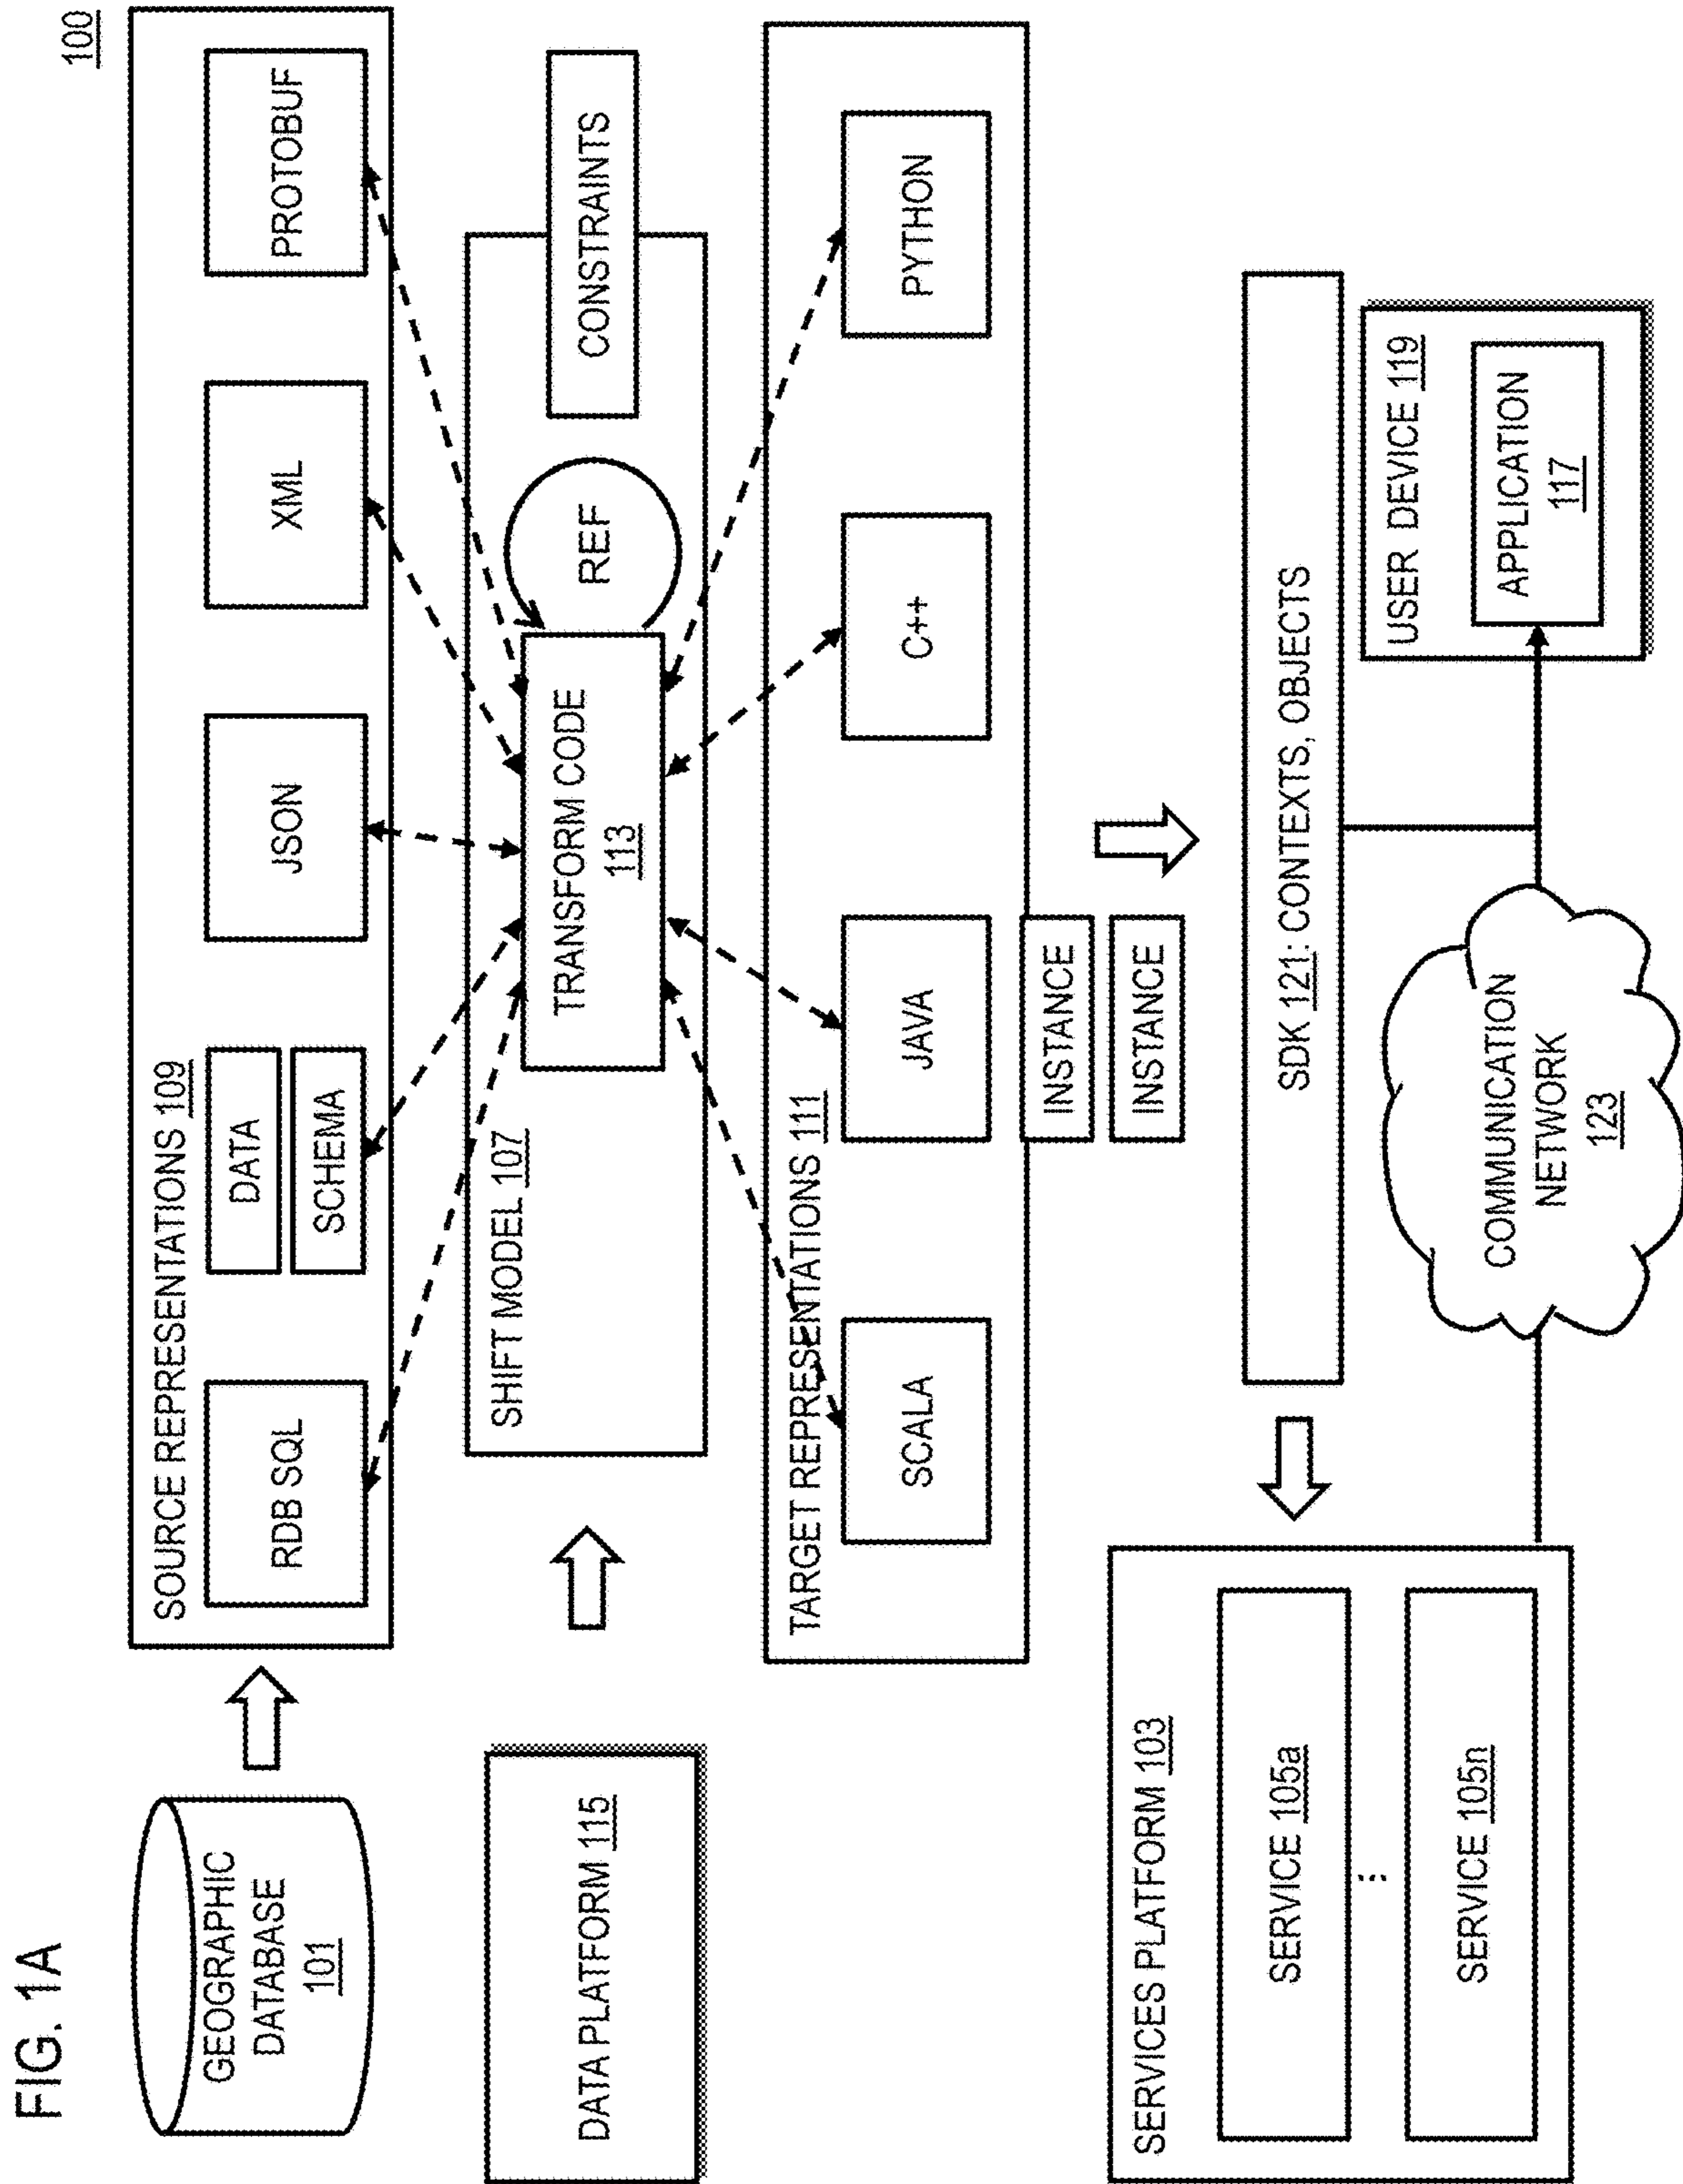 FIG. 1A
100
GEOGRAPHIC
DATABASE
101
SOURCE REPRESENTATIONS 109
RDB SQL
DATA
SCHEMA
JSON
XML
PROTOBUF
DATA PLATFORM 115
SHIFT MODEL 107
TRANSFORM CODE
113
REF
CONSTRAINTS
TARGET REPRESENTATIONS 111
SCALA
JAVA
C++
PYTHON
INSTANCE
INSTANCE
SERVICES PLATFORM 103
SERVICE 105a
...
SERVICE 105n
SDK 121: CONTEXTS, OBJECTS
COMMUNICATION
NETWORK
123
USER DEVICE 119
APPLICATION
117